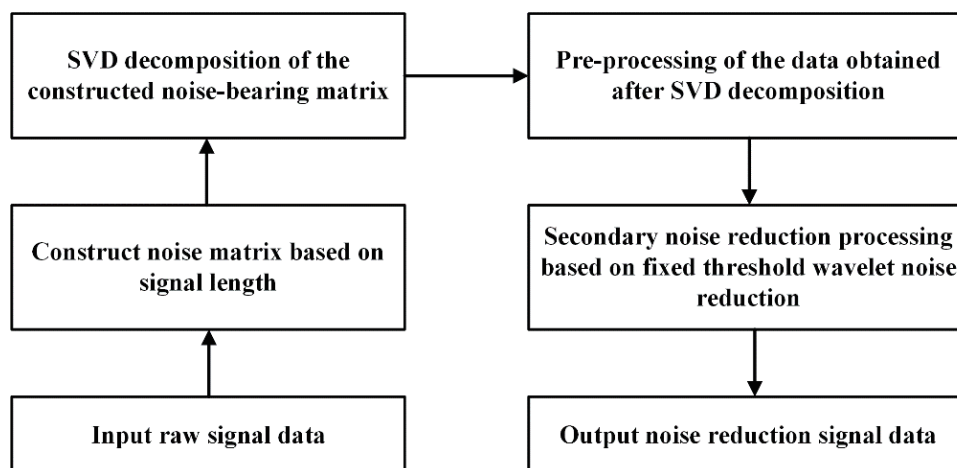 SVD decomposition of the
constructed noise-bearing matrix
Pre-processing of the data obtained
after SVD decomposition
Construct noise matrix based on
signal length
Secondary noise reduction processing
based on fixed threshold wavelet noise
reduction
Input raw signal data
Output noise reduction signal data